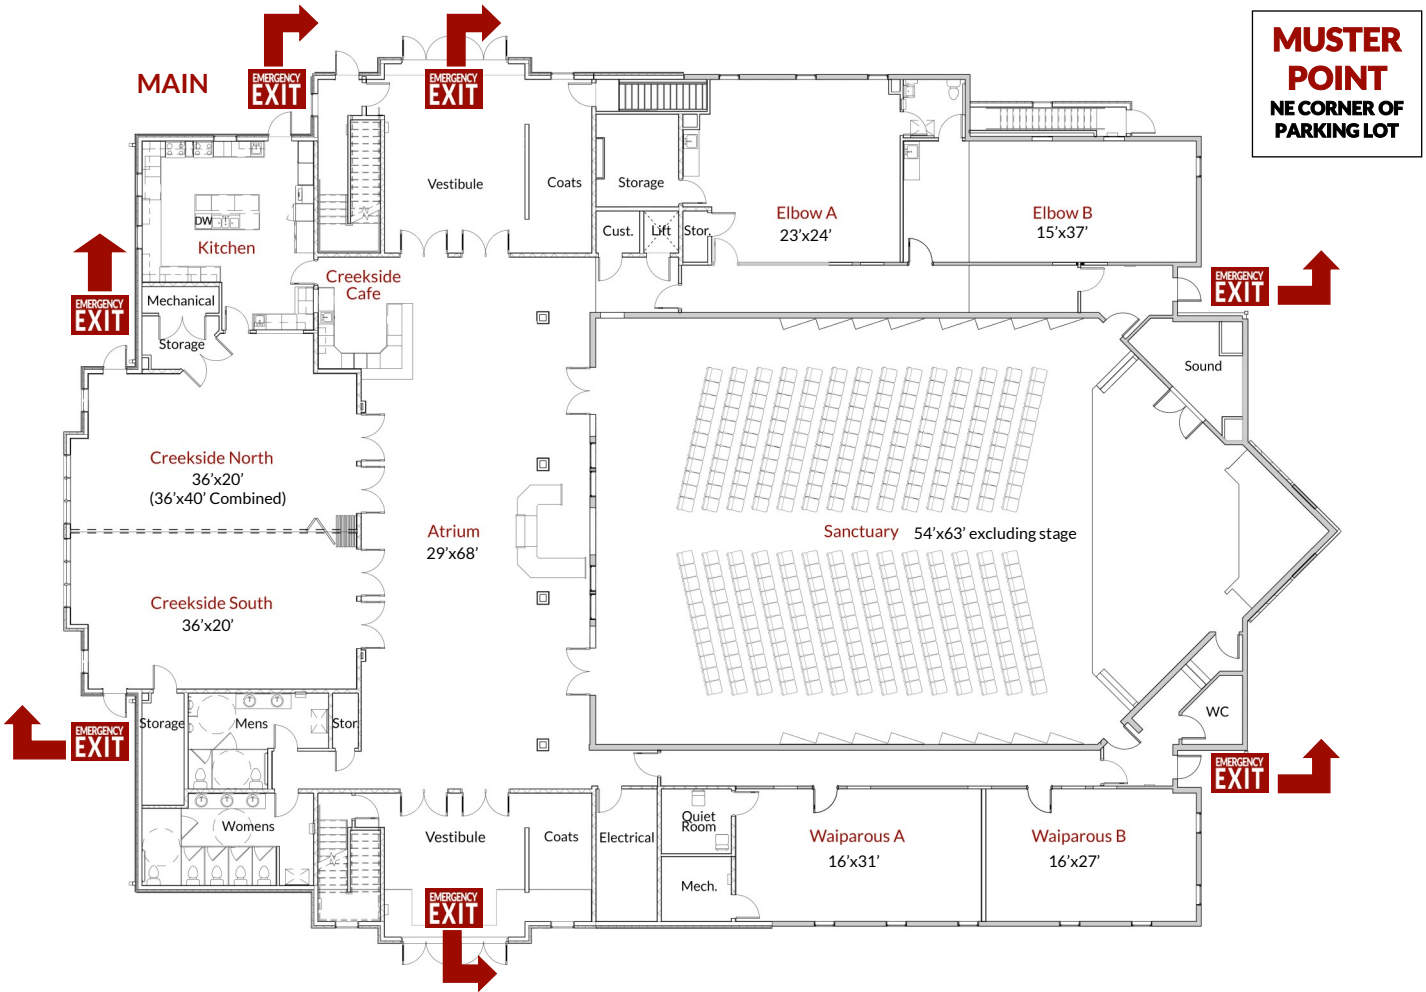 MAIN
MUSTER
POINT
NE CORNER OF
PARKING LOT
EMERGENCY
EXIT
EMERGENCY
EXIT
Vestibule
Coats
Storage
DW
Kitchen
Elbow A
23’x24’
Elbow B
15’x37’
Cust.
Lift
Stor.
Creekside
Cafe
EMERGENCY
EXIT
EMERGENCY
EXIT
Mechanical
Storage
Sound
Creekside North
36’x20’
(36’x40’ Combined)
Atrium
29’x68’
Sanctuary 54’x63’ excluding stage
Creekside South
36’x20’
EMERGENCY
EXIT
Storage
Mens
Stor.
WC
EMERGENCY
EXIT
Womens
Vestibule
Coats
Electrical
Quiet
Room
Mech.
Waiparous A
16’x31’
Waiparous B
16’x27’
EMERGENCY
EXIT